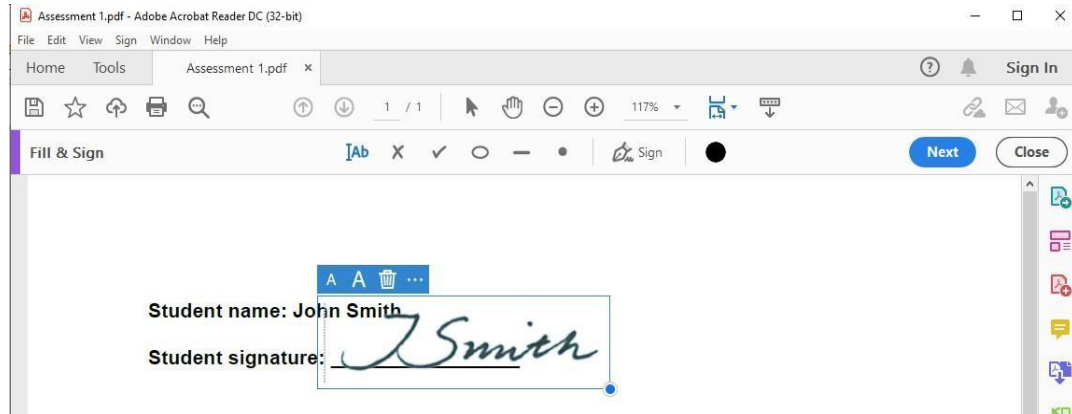 Assessment 1.pdf - Adobe Acrobat Reader DC (32-bit)
File Edit View Sign Window Help
Home Tools Assessment 1.pdf × ? Sign In
1 / 1 117%
Fill & Sign IAb Sign Next Close
A A ...
Student name: John Smith
Student signature: J Smith